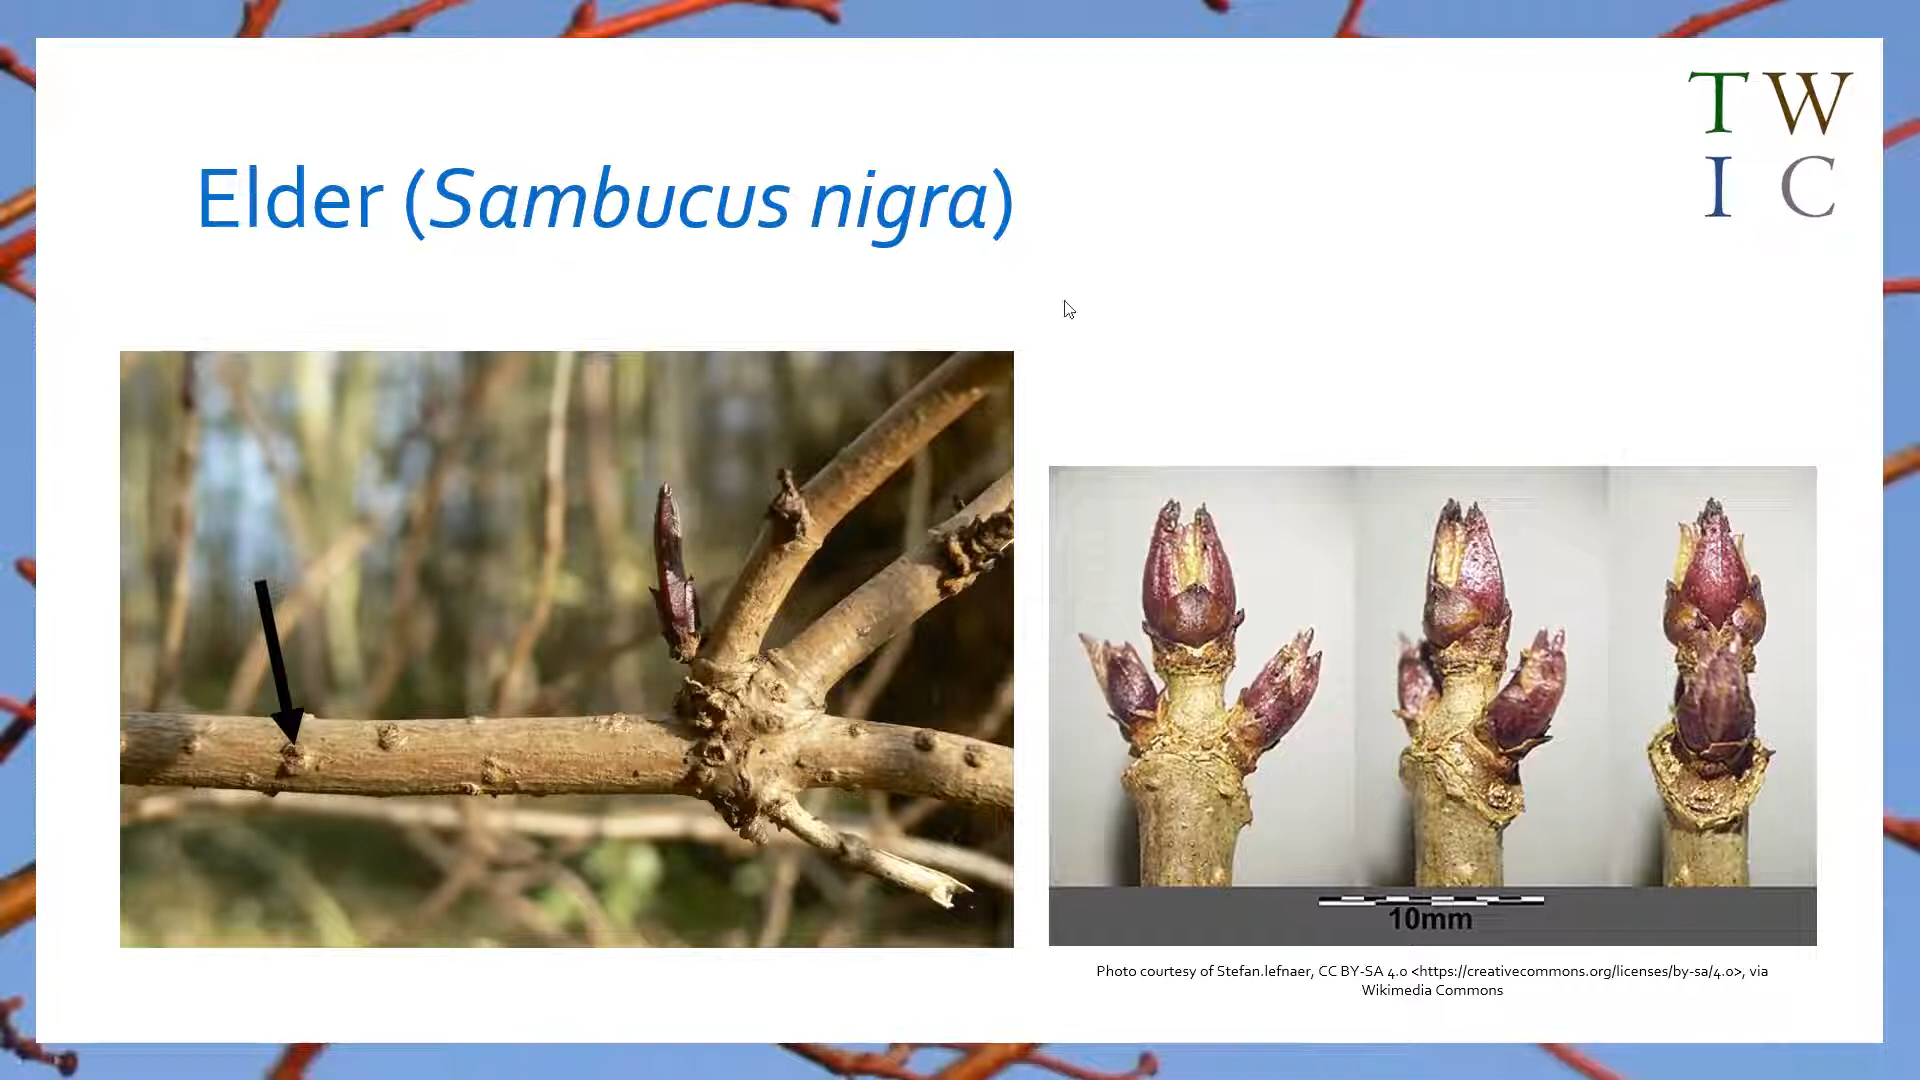 T W
I C
Elder (Sambucus nigra)
10mm
Photo courtesy of Stefan.lefnaer, CC BY-SA 4.0 <https://creativecommons.org/licenses/by-sa/4.0>, via
Wikimedia Commons